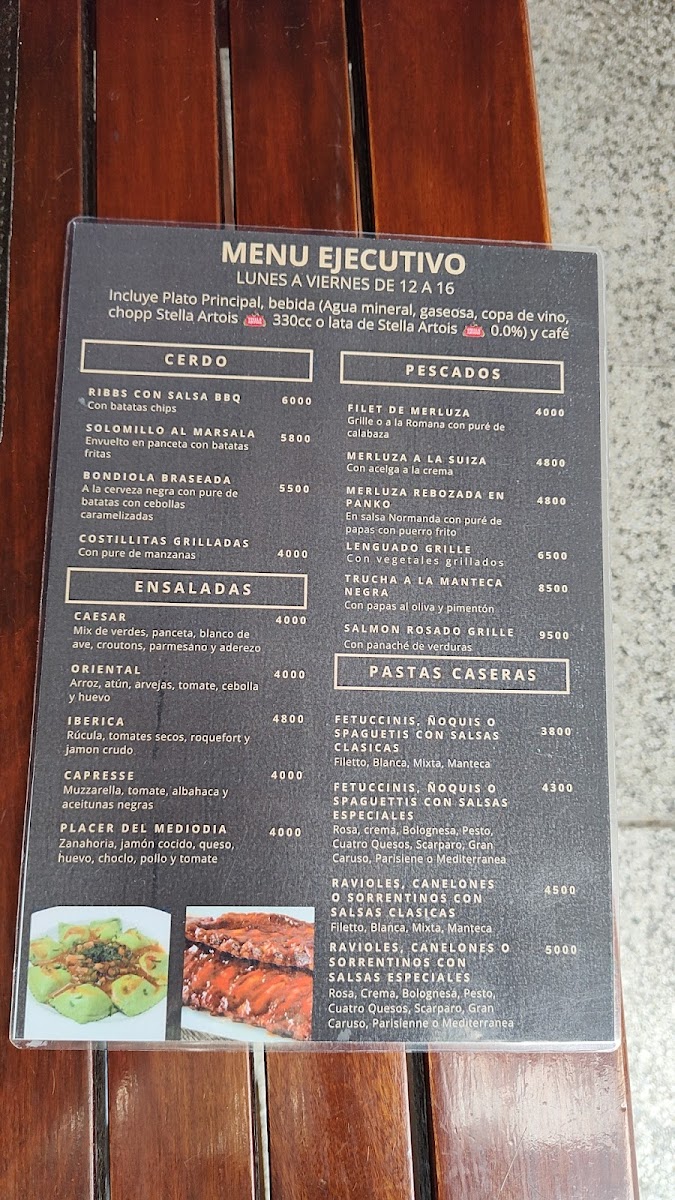 MENU EJECUTIVO
LUNES A VIERNES DE 12 A 16
Incluye Plato Principal, bebida (Agua mineral, gaseosa, copa de vino,
chopp Stella Artois 330cc o lata de Stella Artois 0.0%) y café
CERDO
RIBBS CON SALSA BBQ 6000
Con batatas chips
SOLOMILLO AL MARSALA 5800
Envuelto en panceta con batatas
fritas
BONDIOLA BRASEADA 5500
A la cerveza negra con pure de
batatas con cebollas
caramelizadas
COSTILLITAS GRILLADAS
Con pure de manzanas 4000
ENSALADAS
CAESAR 4000
Mix de verdes, panceta, blanco de
ave, croutons, parmesano y aderezo
ORIENTAL 4000
Arroz, atún, arvejas, tomate, cebolla
y huevo
IBERICA 4800
Rúcula, tomates secos, roquefort y
jamon crudo
CAPRESSE 4000
Muzzarella, tomate, albahaca y
aceitunas negras
PLACER DEL MEDIODIA 4000
Zanahoria, jamón cocido, queso,
huevo, choclo, pollo y tomate
PESCADOS
FILET DE MERLUZA 4000
Grille o a la Romana con puré de
calabaza
MERLUZA A LA SUIZA 4800
Con acelga a la crema
MERLUZA REBOZADA EN 4800
PANKO
En salsa Normanda con puré de
papas con puerro frito
LENGUADO GRILLE 6500
Con vegetales grillados
TRUCHA A LA MANTECA 8500
NEGRA
Con papas al oliva y pimentón
SALMON ROSADO GRILLE 9500
Con panaché de verduras
PASTAS CASERAS
FETUCCINIS, ÑOQUIS O
SPAGUETIS CON SALSAS 3800
CLASICAS
Filetto, Blanca, Mixta, Manteca
FETUCCINIS, ÑOQUIS O 4300
SPAGUETTIS CON SALSAS
ESPECIALES
Rosa, crema, Bolognesa, Pesto,
Cuatro Quesos, Scarparo, Gran
Caruso, Parisiene o Mediterranea
RAVIOLES, CANELONES 4500
O SORRENTINOS CON
SALSAS CLASICAS
Filetto, Blanca, Mixta, Manteca
RAVIOLES, CANELONES O 5000
SORRENTINOS CON
SALSAS ESPECIALES
Rosa, Crema, Bolognesa, Pesto,
Cuatro Quesos, Scarparo, Gran
Caruso, Parisienne o Mediterranea